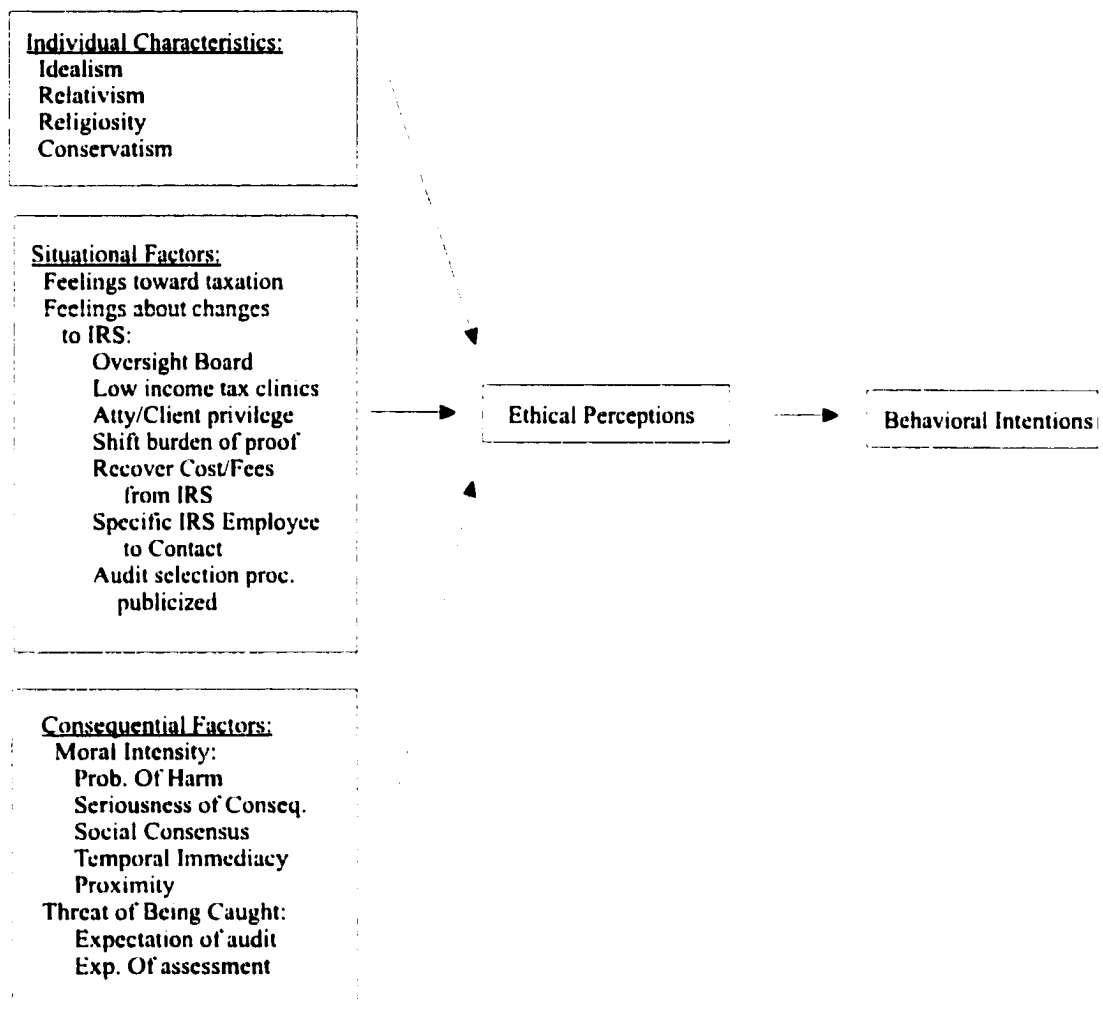 Individual Characteristics:
Idealism
Relativism
Religiosity
Conservatism
Situational Factors:
Feelings toward taxation
Feelings about changes
to IRS:
Oversight Board
Low income tax clinics
Atty/Client privilege
Shift burden of proof
Recover Cost/Fees
from IRS
Specific IRS Employee
to Contact
Audit selection proc.
publicized
Ethical Perceptions
Behavioral Intentions
Consequential Factors:
Moral Intensity:
Prob. Of Harm
Seriousness of Conseq.
Social Consensus
Temporal Immediacy
Proximity
Threat of Being Caught:
Expectation of audit
Exp. Of assessment